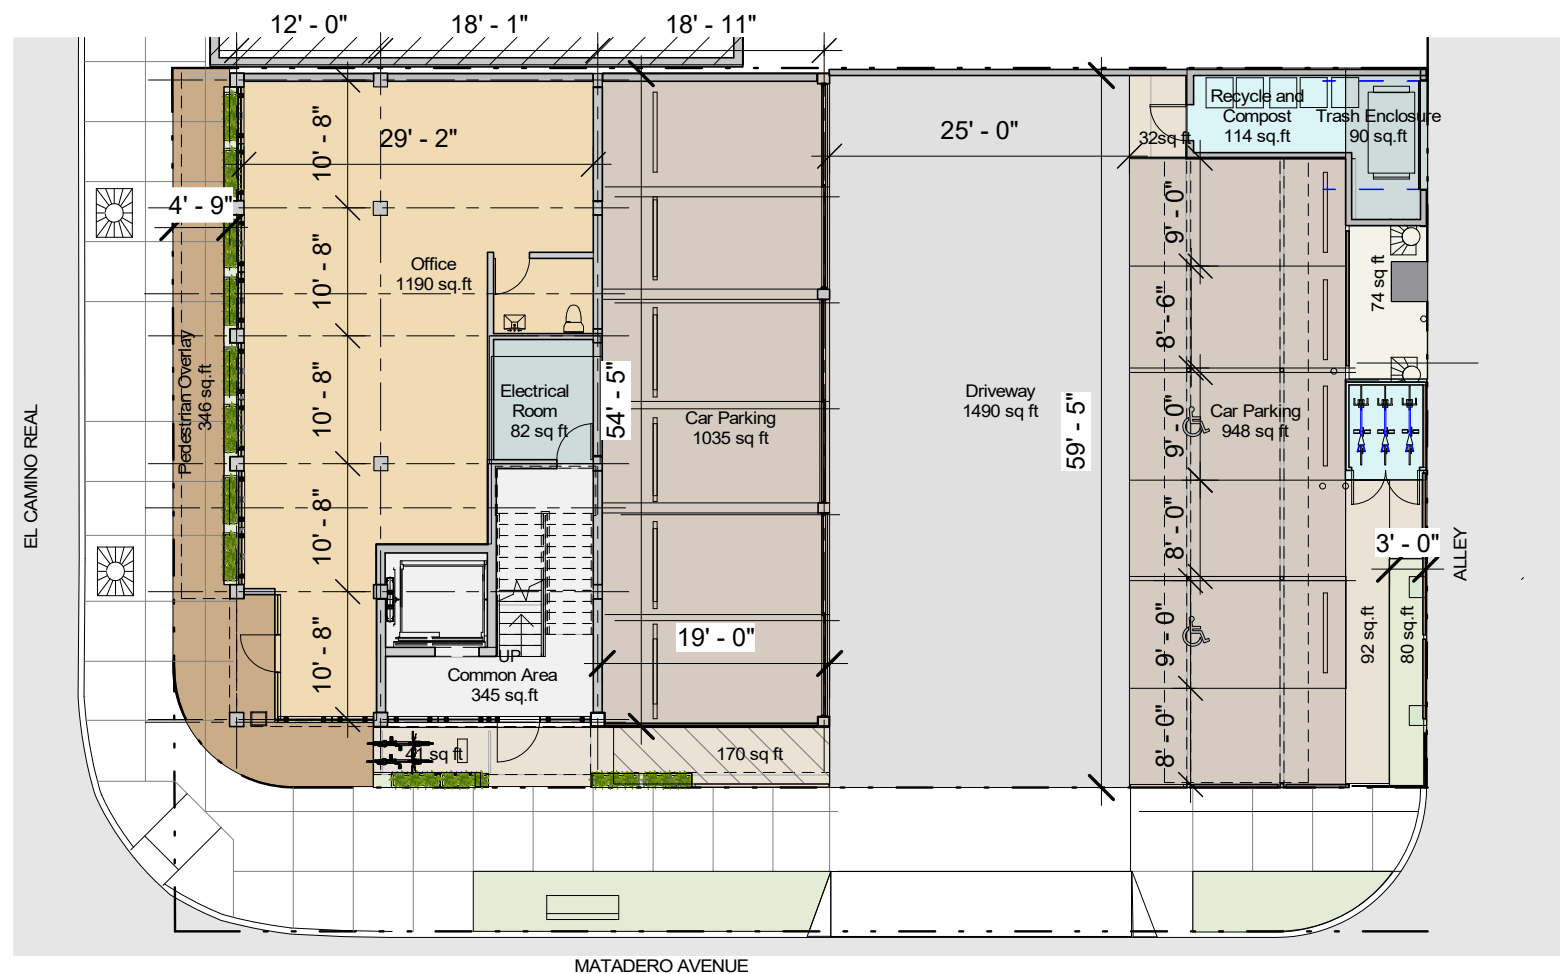 12' - 0"
18' - 1"
18' - 11"
10' - 8"
29' - 2"
25' - 0"
32sq ft
Recycle and
Compost
114 sq.ft
Trash Enclosure
90 sq.ft
4' - 9"
10' - 8"
9' - 0"
Office
1190 sq.ft
10' - 8"
8' - 6"
74 sq ft
Pedestrian Overlay
346 sq.ft
10' - 8"
Electrical
Room
82 sq ft
54' - 5"
Car Parking
1035 sq ft
Driveway
1490 sq ft
59' - 5"
9' - 0"
Car Parking
948 sq ft
EL CAMINO REAL
10' - 8"
8' - 0"
3' - 0"
ALLEY
10' - 8"
19' - 0"
9' - 0"
92 sq.ft
80 sq.ft
UP
Common Area
345 sq.ft
8' - 0"
41 sq ft
170 sq ft
MATADERO AVENUE